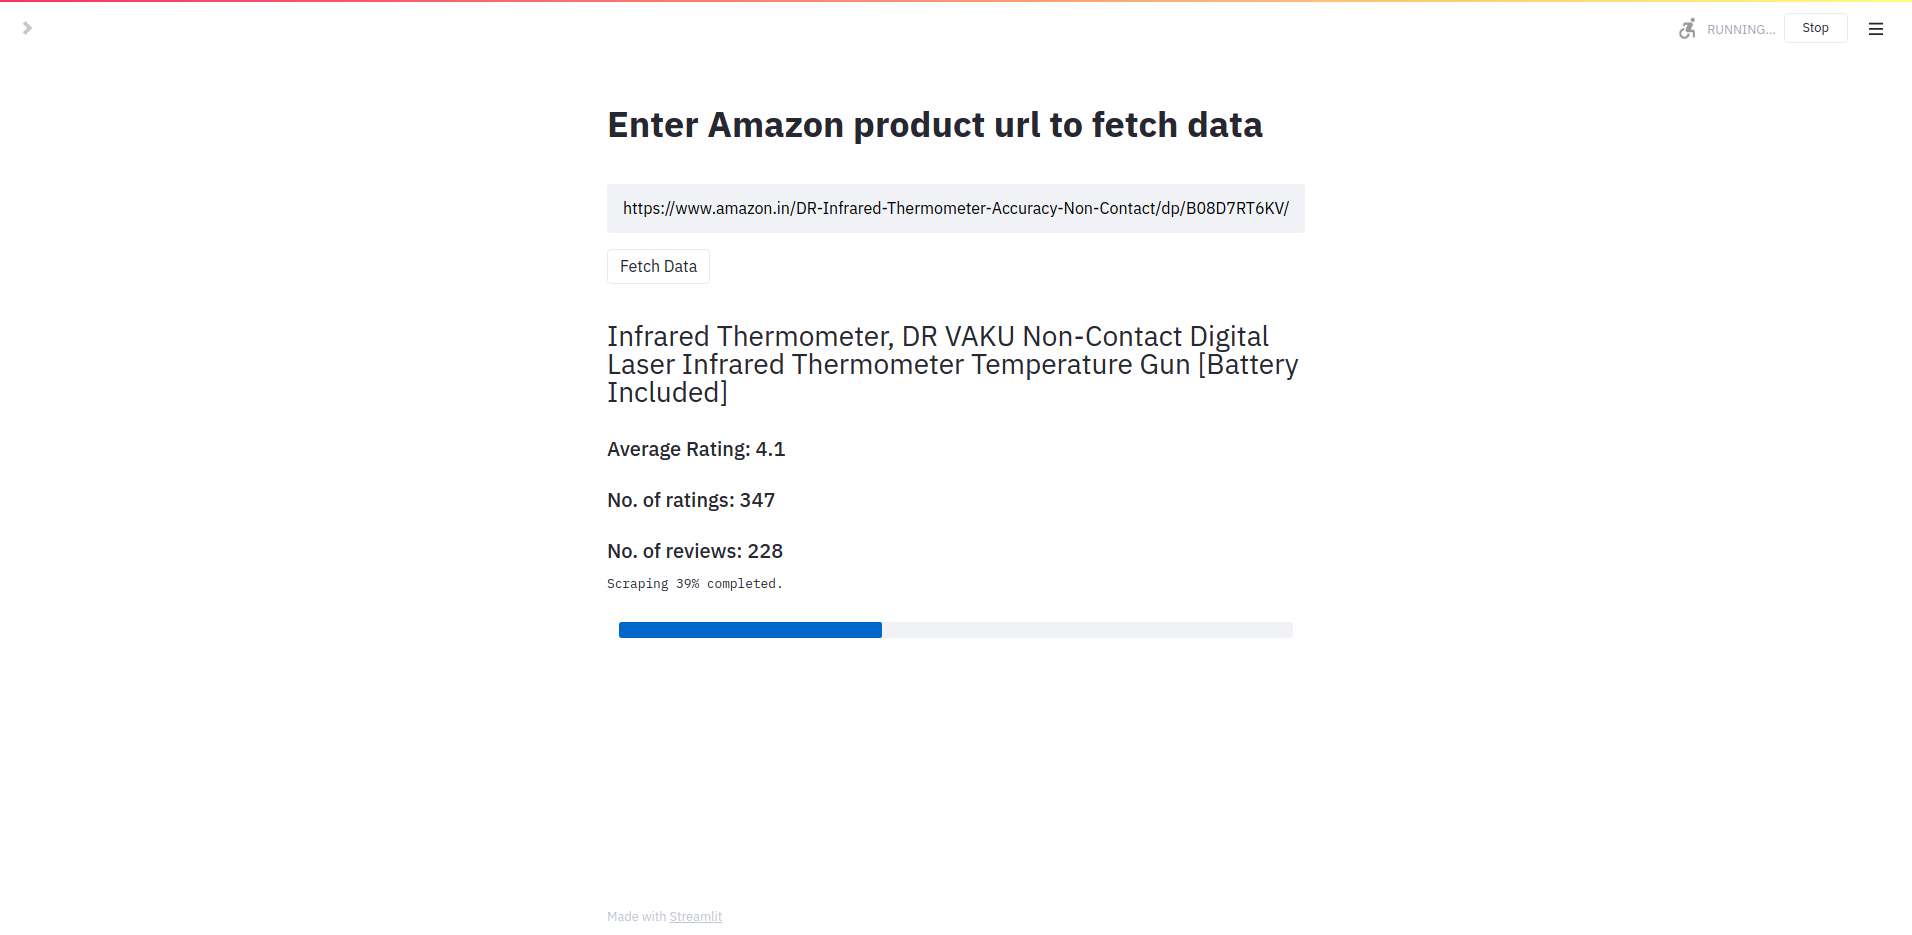 RUNNING...
Stop
Enter Amazon product url to fetch data
https://www.amazon.in/DR-Infrared-Thermometer-Accuracy-Non-Contact/dp/B08D7RT6KV/
Fetch Data
Infrared Thermometer, DR VAKU Non-Contact Digital
Laser Infrared Thermometer Temperature Gun [Battery
Included]
Average Rating: 4.1
No. of ratings: 347
No. of reviews: 228
Scraping 39% completed.
Made with Streamlit